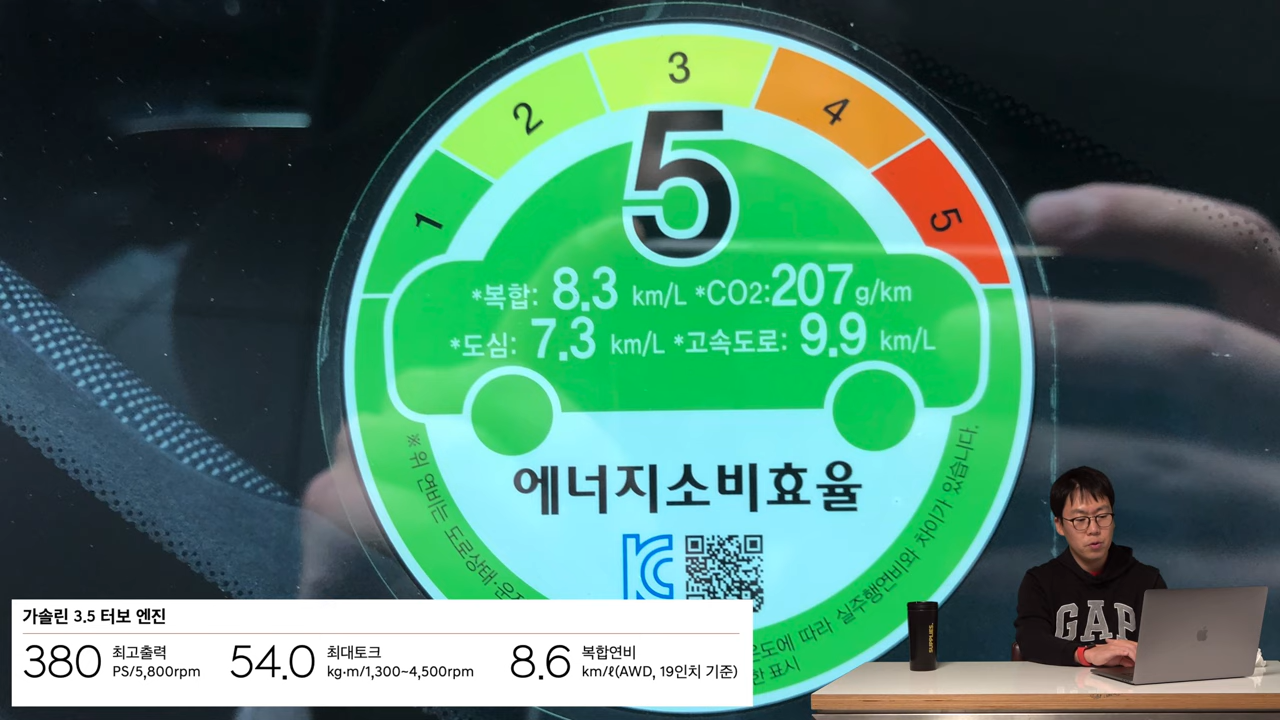 1
2
3
4
5
5
*복합: 8.3 km/L *CO2:207g/km
*도심: 7.3 km/L *고속도로: 9.9 km/L
에너지소비효율
※ 위 연비는 도로상태·운
온도에 따라 실주행연비와 차이가 있습니다.
한 표시
가솔린 3.5 터보 엔진
380 최고출력 PS/5,800rpm
54.0 최대토크 kg·m/1,300~4,500rpm
8.6 복합연비 km/ℓ(AWD, 19인치 기준)
GAP
SUPPLIES.